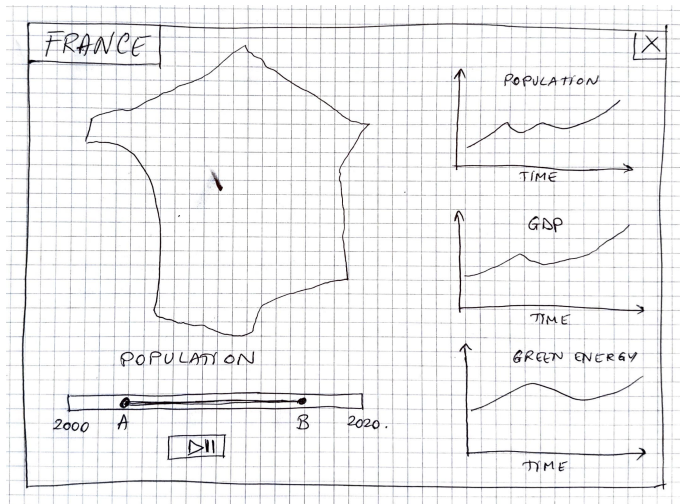 FRANCE
X
POPULATION
TIME
GDP
TIME
GREEN ENERGY
TIME
POPULATION
2000 A B 2020.